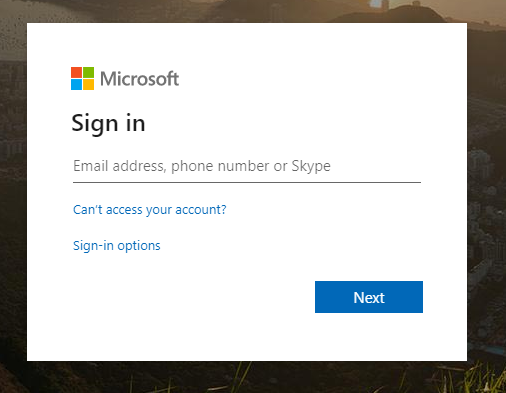 Microsoft
Sign in
Email address, phone number or Skype
Can't access your account?
Sign-in options
Next